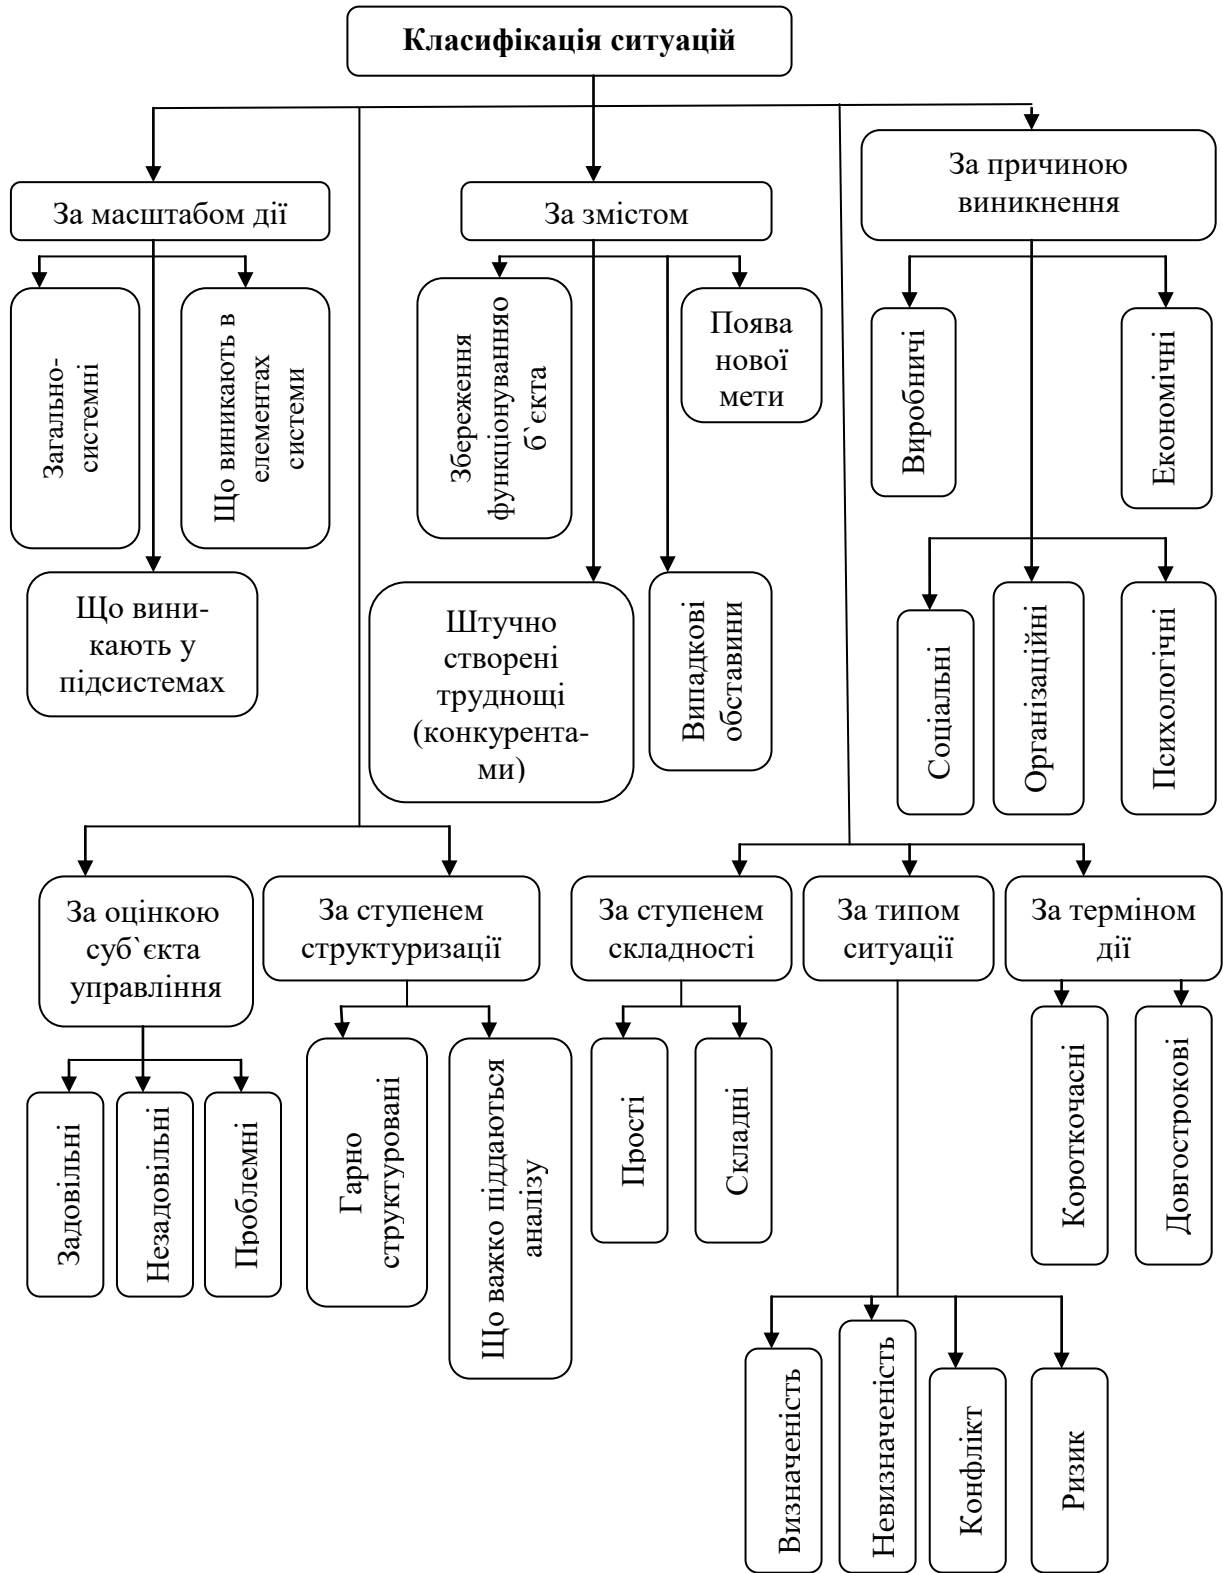 Класифікація ситуацій
За причиною
виникнення
За масштабом дії
За змістом
Загально-
системні
Що виникають в
елементах
системи
Збереження
функціонуванняо
б`єкта
Поява
нової
мети
Виробничі
Економічні
Що вини-
кають у
підсистемах
Штучно
створені
труднощі
(конкурента-
ми)
Випадкові
обставини
Соціальні
Організаційні
Психологічні
За оцінкою
суб`єкта
управління
За ступенем
структуризації
За ступенем
складності
За типом
ситуації
За терміном
дії
Задовільні
Незадовільні
Проблемні
Гарно
структуровані
Що важко піддаються
аналізу
Прості
Складні
Короткочасні
Довгострокові
Визначеність
Невизначеність
Конфлікт
Ризик